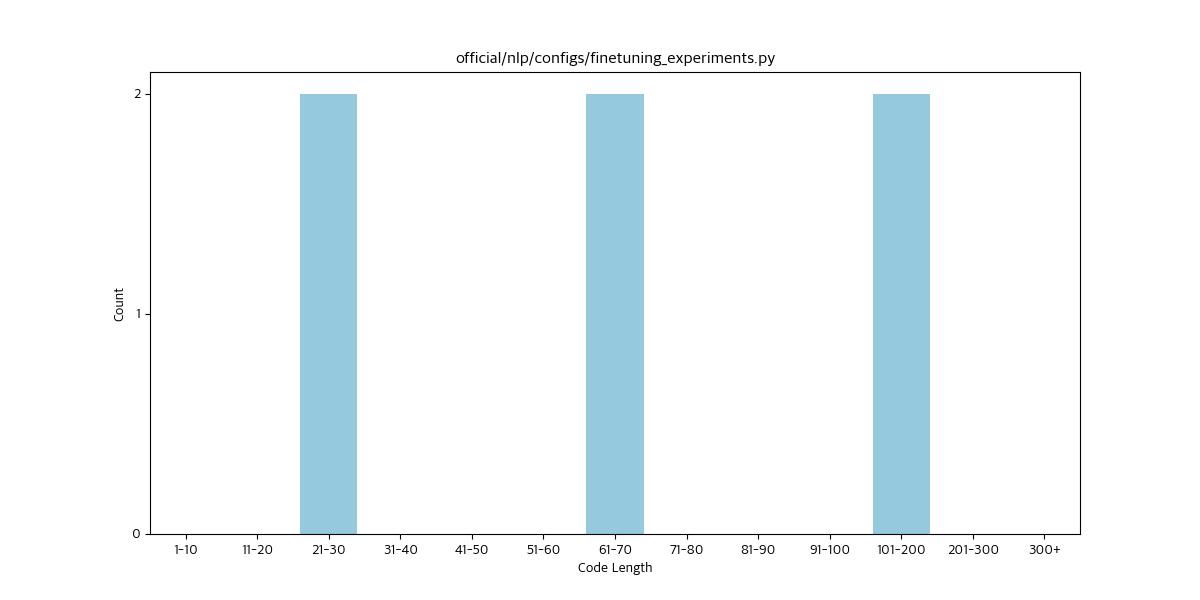 official/nlp/configs/finetuning_experiments.py
2
1
0
Count
1-10 11-20 21-30 31-40 41-50 51-60 61-70 71-80 81-90 91-100 101-200 201-300 300+
Code Length